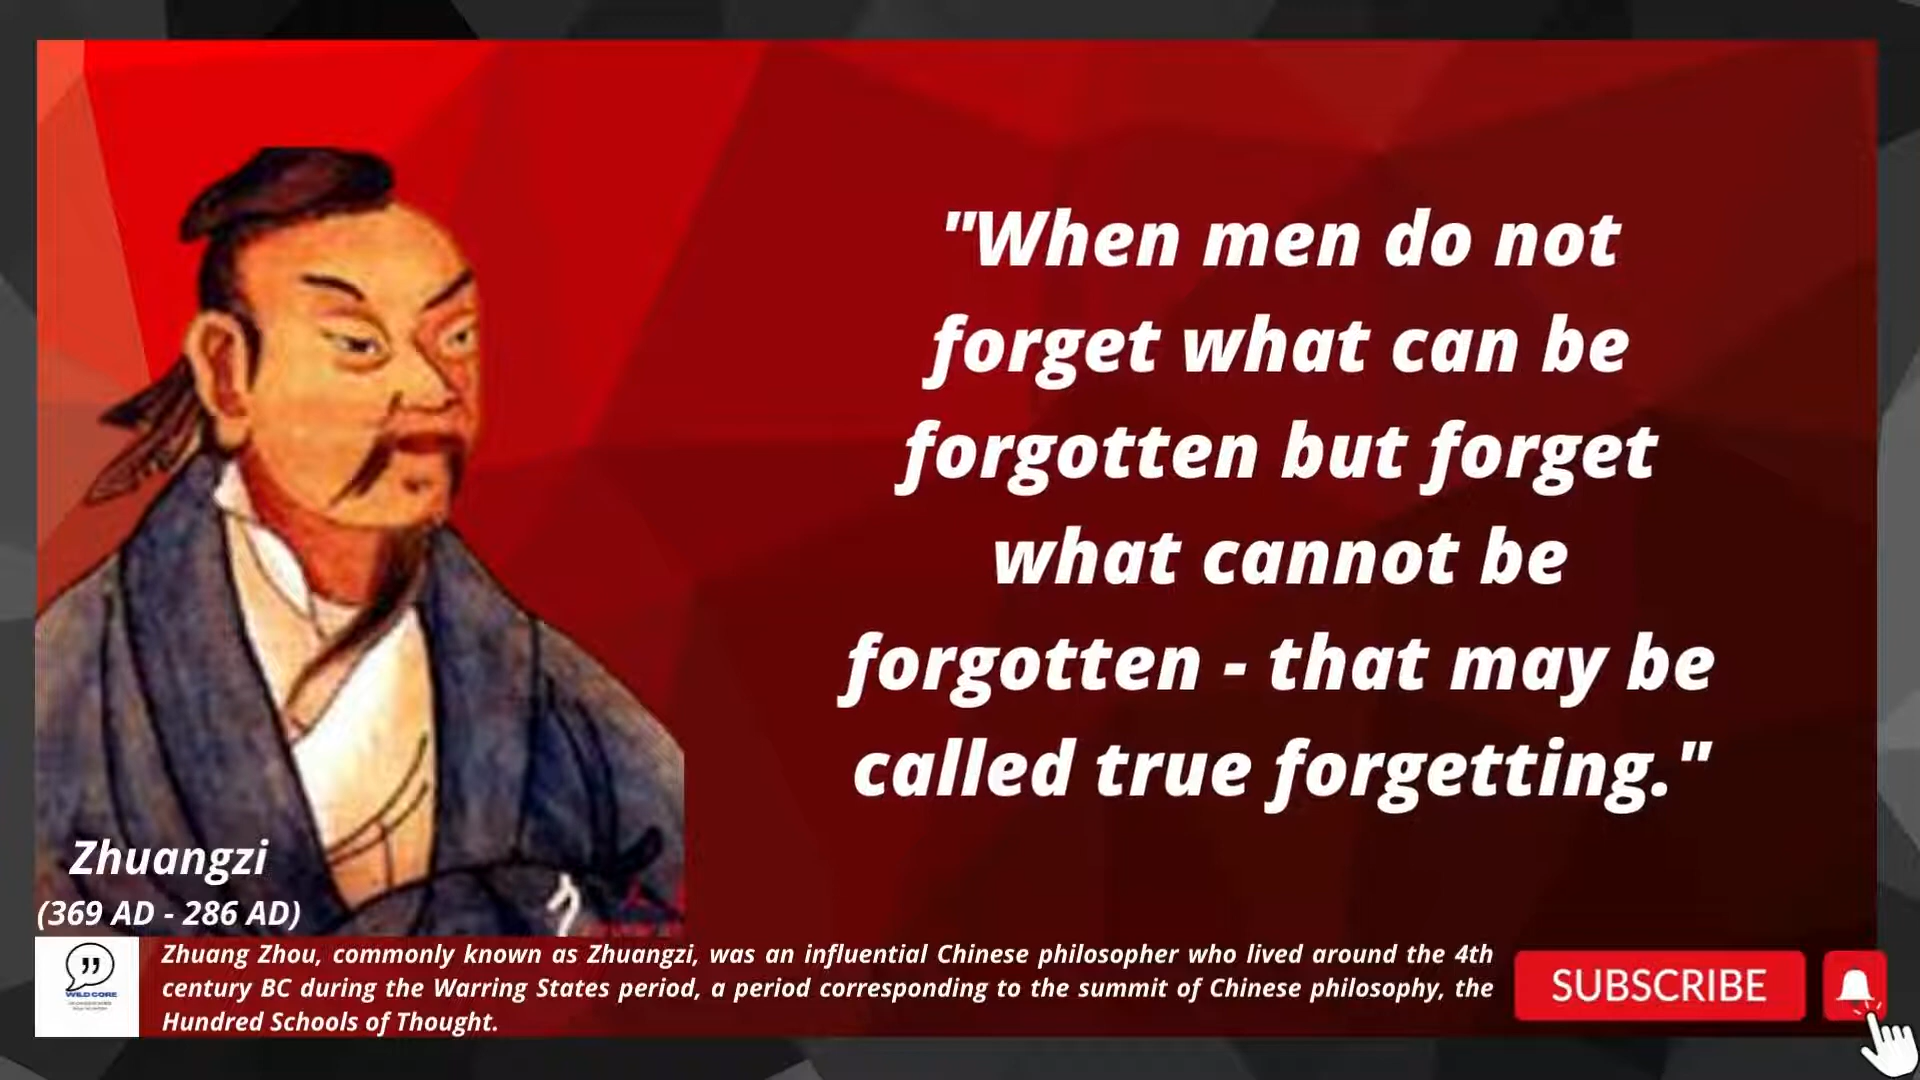 "When men do not
forget what can be
forgotten but forget
what cannot be
forgotten - that may be
called true forgetting."
Zhuangzi
(369 AD - 286 AD)
Zhuang Zhou, commonly known as Zhuangzi, was an influential Chinese philosopher who lived around the 4th
century BC during the Warring States period, a period corresponding to the summit of Chinese philosophy, the
Hundred Schools of Thought.
WILD CORE
SUBSCRIBE